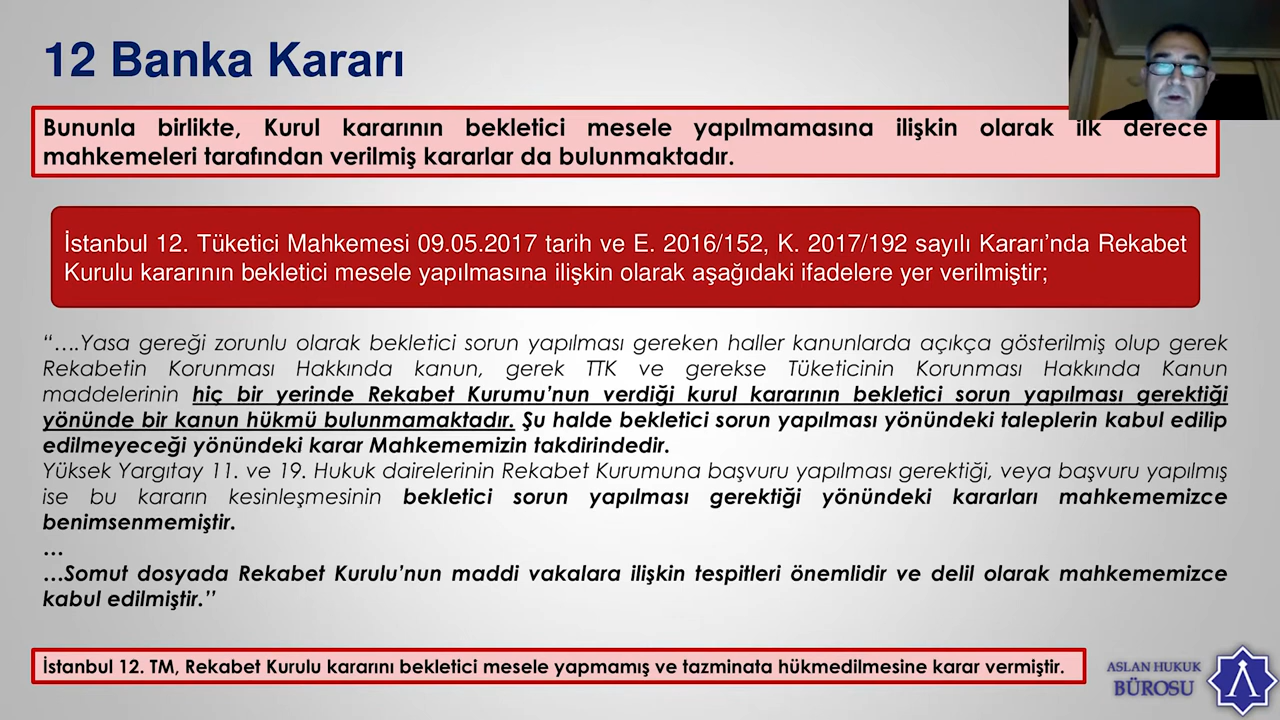 12 Banka Kararı
Bununla birlikte, Kurul kararının bekletici mesele yapılmamasına ilişkin olarak ilk derece
mahkemeleri tarafından verilmiş kararlar da bulunmaktadır.
İstanbul 12. Tüketici Mahkemesi 09.05.2017 tarih ve E. 2016/152, K. 2017/192 sayılı Kararı’nda Rekabet
Kurulu kararının bekletici mesele yapılmasına ilişkin olarak aşağıdaki ifadelere yer verilmiştir;
“….Yasa gereği zorunlu olarak bekletici sorun yapılması gereken haller kanunlarda açıkça gösterilmiş olup gerek
Rekabetin Korunması Hakkında kanun, gerek TTK ve gerekse Tüketicinin Korunması Hakkında Kanun
maddelerinin hiç bir yerinde Rekabet Kurumu’nun verdiği kurul kararının bekletici sorun yapılması gerektiği
yönünde bir kanun hükmü bulunmamaktadır. Şu halde bekletici sorun yapılması yönündeki taleplerin kabul edilip
edilmeyeceği yönündeki karar Mahkememizin takdirindedir.
Yüksek Yargıtay 11. ve 19. Hukuk dairelerinin Rekabet Kurumuna başvuru yapılması gerektiği, veya başvuru yapılmış
ise bu kararın kesinleşmesinin bekletici sorun yapılması gerektiği yönündeki kararları mahkememizce
benimsenmemiştir.
…
…Somut dosyada Rekabet Kurulu’nun maddi vakalara ilişkin tespitleri önemlidir ve delil olarak mahkememizce
kabul edilmiştir.’’
İstanbul 12. TM, Rekabet Kurulu kararını bekletici mesele yapmamış ve tazminata hükmedilmesine karar vermiştir.
ASLAN HUKUK
BÜROSU